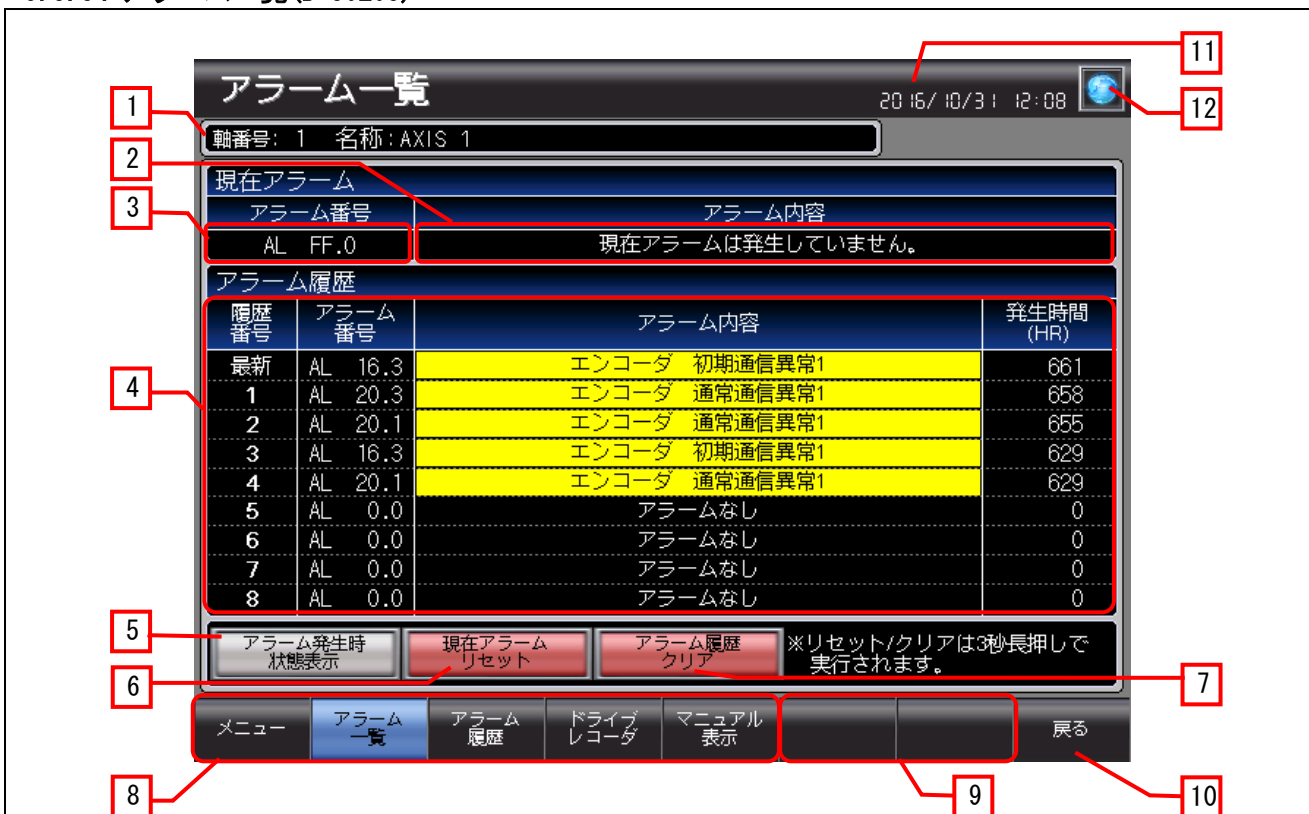 11
アラーム一覧
2016/10/31 12:08
12
1
軸番号: 1 名称:AXIS 1
2
現在アラーム
3
アラーム番号 アラーム内容
AL FF.0 現在アラームは発生していません。
アラーム履歴
履歴番号 アラーム番号 アラーム内容 発生時間(HR)
4
最新 AL 16.3 エンコーダ 初期通信異常1 661
1 AL 20.3 エンコーダ 通常通信異常1 658
2 AL 20.1 エンコーダ 通常通信異常1 655
3 AL 16.3 エンコーダ 初期通信異常1 629
4 AL 20.1 エンコーダ 通常通信異常1 629
5 AL 0.0 アラームなし 0
6 AL 0.0 アラームなし 0
7 AL 0.0 アラームなし 0
8 AL 0.0 アラームなし 0
5
アラーム発生時
状態表示
現在アラーム
リセット
アラーム履歴
クリア
※リセット/クリアは3秒長押しで
実行されます。
6
7
メニュー
アラーム
一覧
アラーム
履歴
ドライブ
レコーダ
マニュアル
表示
戻る
8
9
10